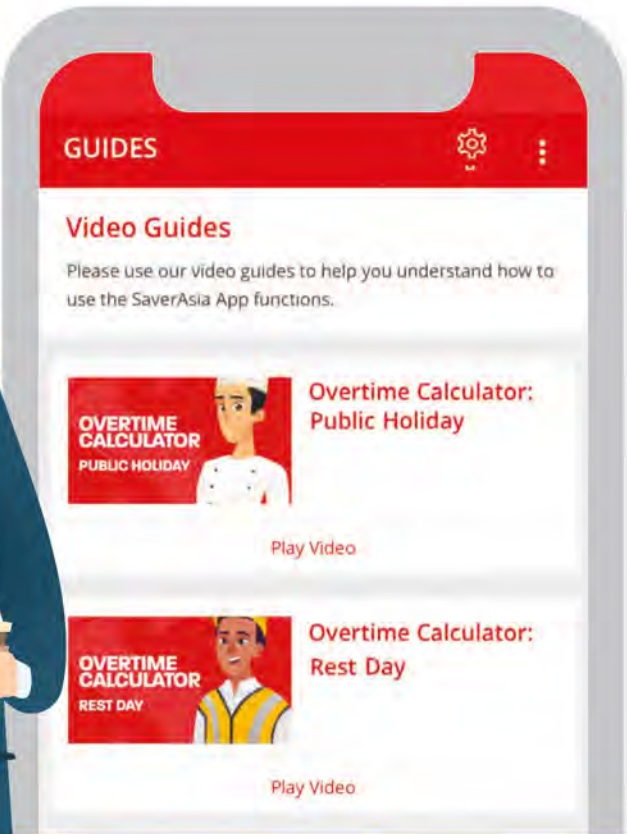 GUIDES
Video Guides
Please use our video guides to help you understand how to
use the SaverAsia App functions.
OVERTIME
CALCULATOR
PUBLIC HOLIDAY
Overtime Calculator:
Public Holiday
Play Video
OVERTIME
CALCULATOR
REST DAY
Overtime Calculator:
Rest Day
Play Video